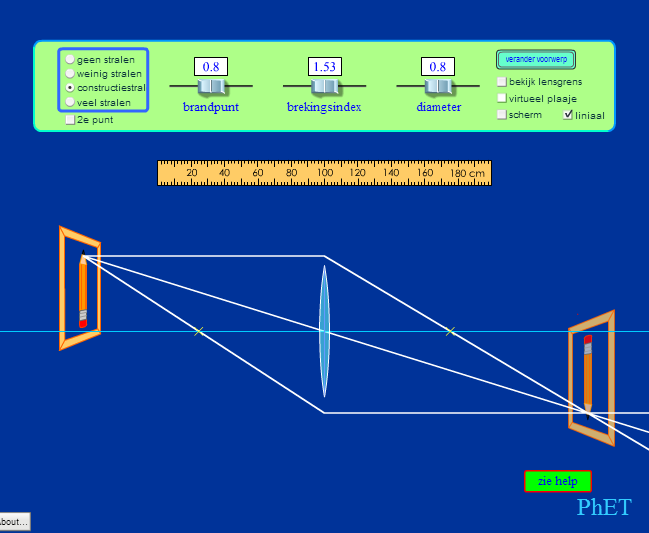 geen stralen
weinig stralen
constructiestral
veel stralen
2e punt
0.8
brandpunt
1.53
brekingsindex
0.8
diameter
verander voorwerp
bekijk lensgrens
virtueel plaaje
scherm
liniaal
20 40 60 80 100 120 140 160 180 cm
zie help
PhET
About...